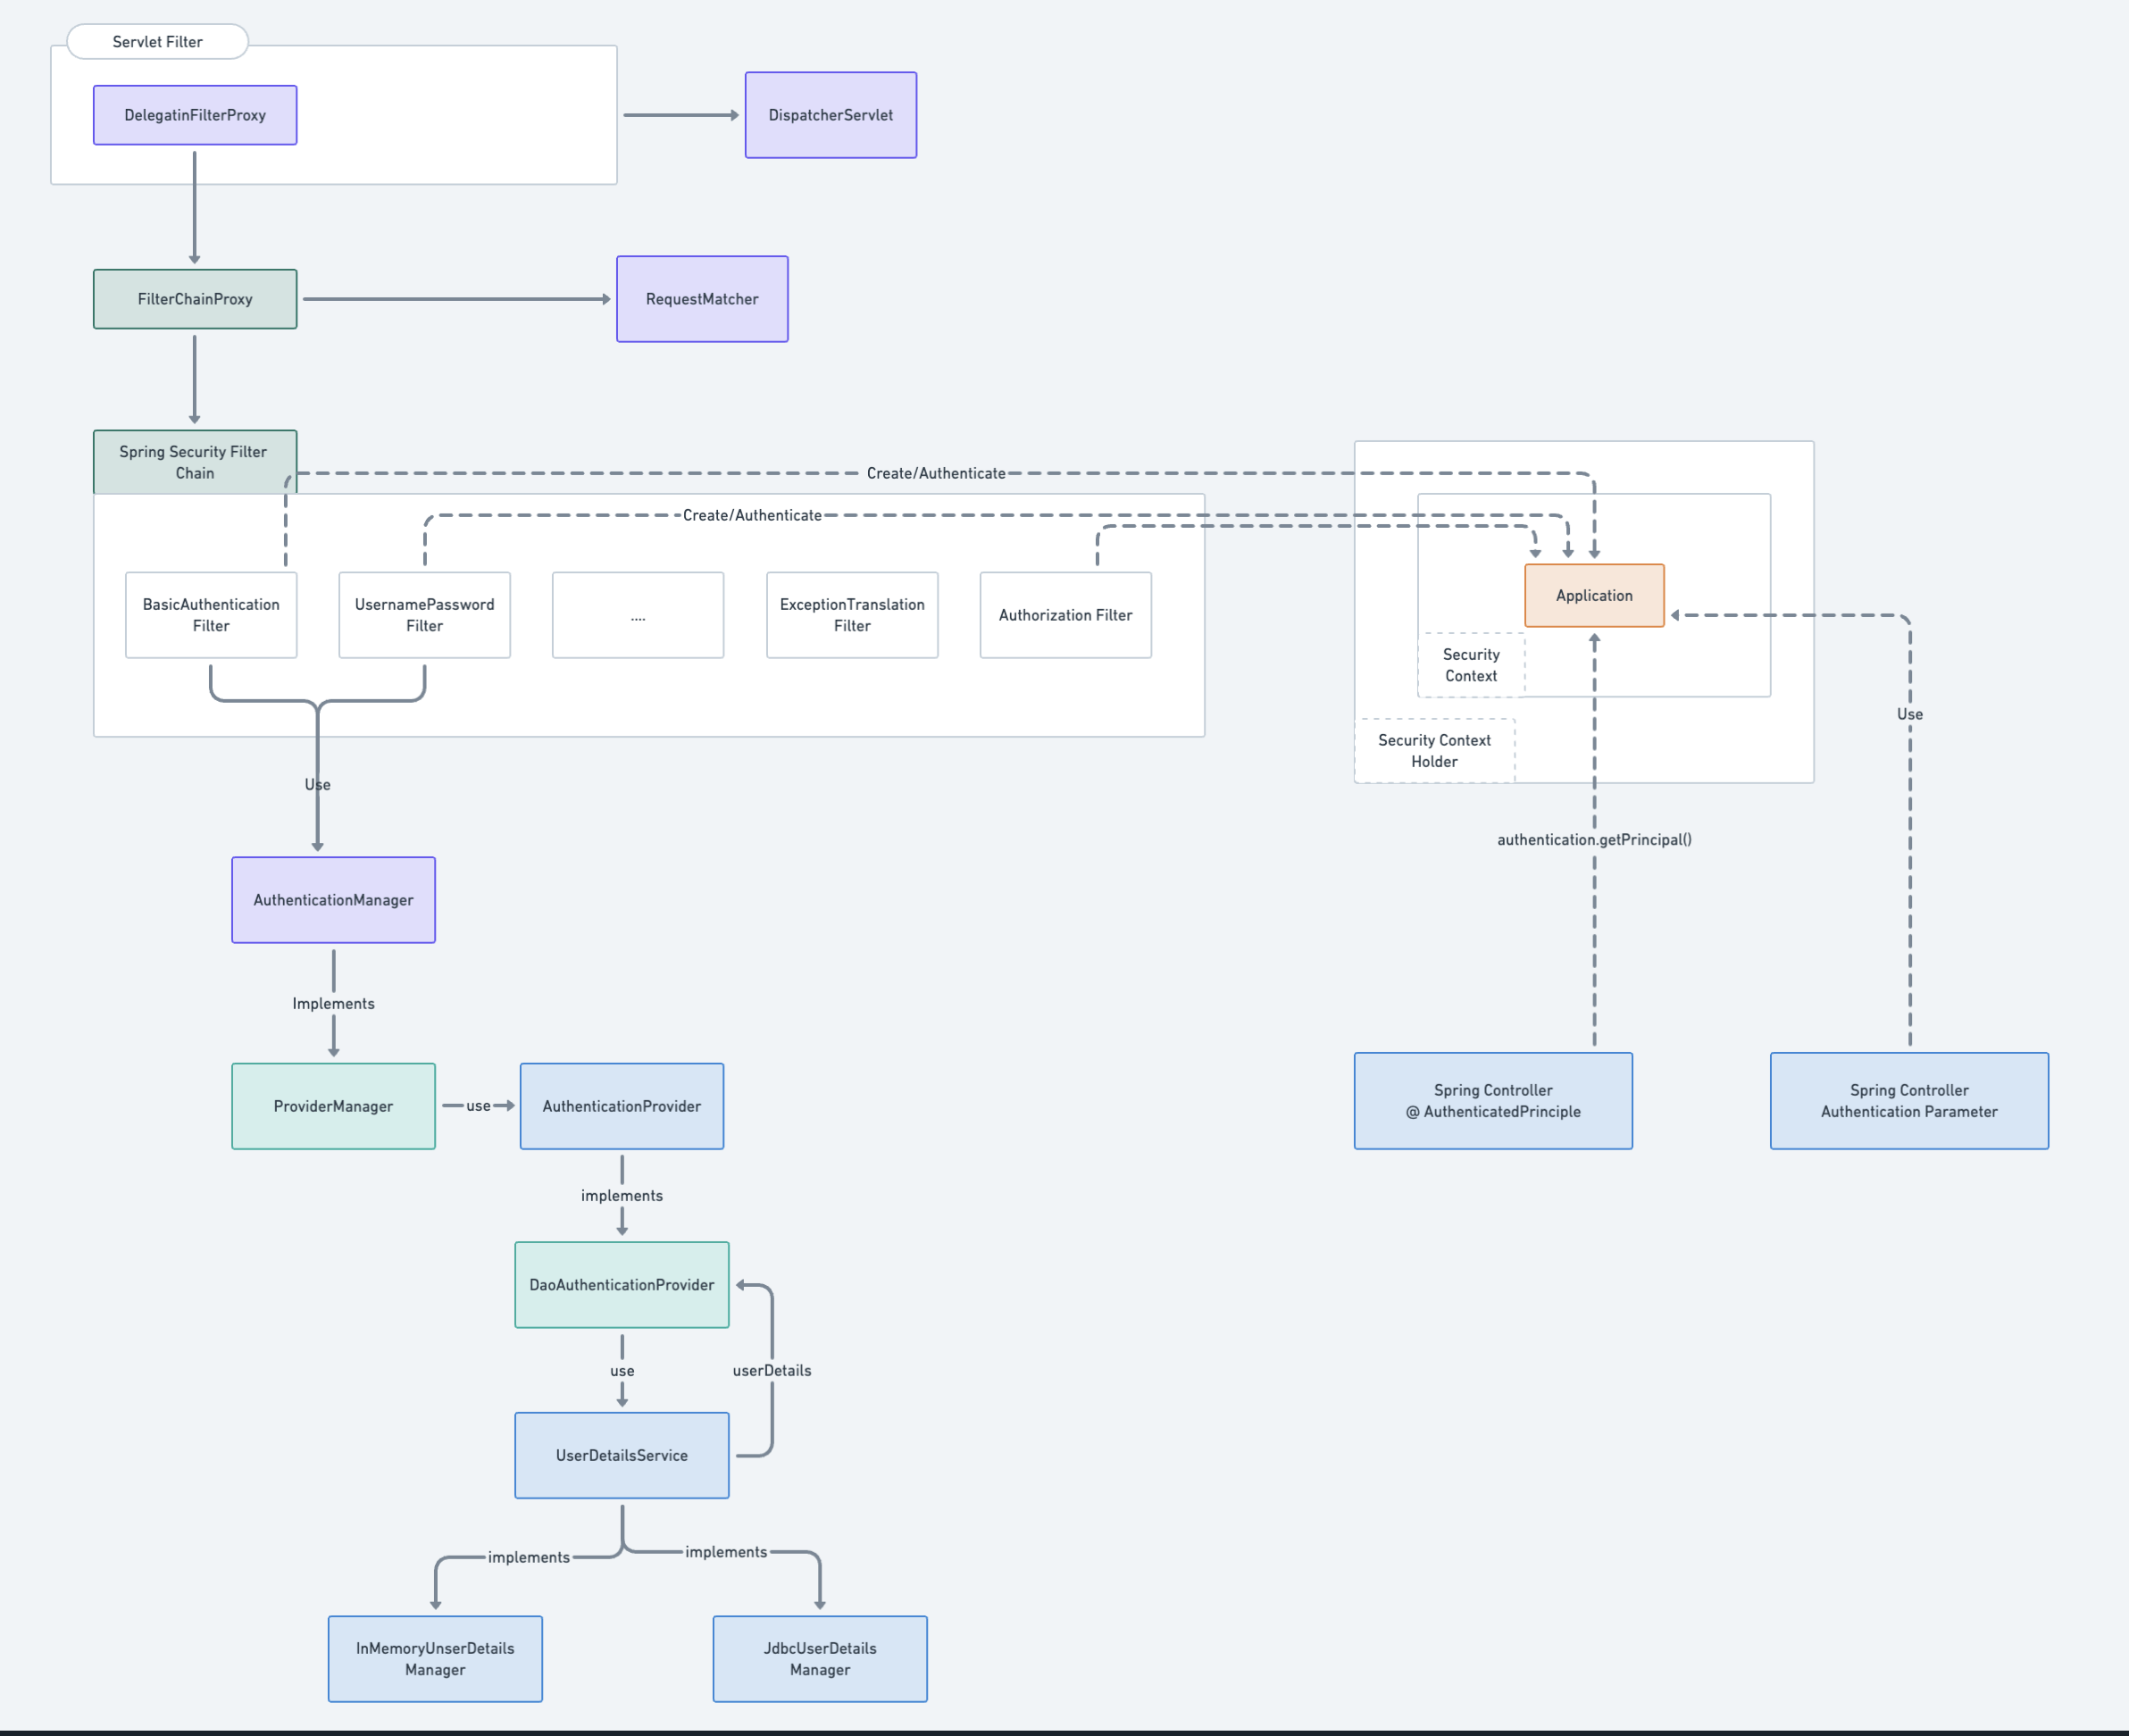 Servlet Filter
DelegatinFilterProxy
DispatcherServlet
FilterChainProxy
RequestMatcher
Spring Security Filter
Chain
Create/Authenticate
Create/Authenticate
BasicAuthentication
Filter
UsernamePassword
Filter
....
ExceptionTranslation
Filter
Authorization Filter
Application
Security
Context
Security Context
Holder
Use
Use
authentication.getPrincipal()
AuthenticationManager
Implements
ProviderManager
use
AuthenticationProvider
Spring Controller
@ AuthenticatedPrinciple
Spring Controller
Authentication Parameter
implements
DaoAuthenticationProvider
use
userDetails
UserDetailsService
implements
implements
InMemoryUnserDetails
Manager
JdbcUserDetails
Manager